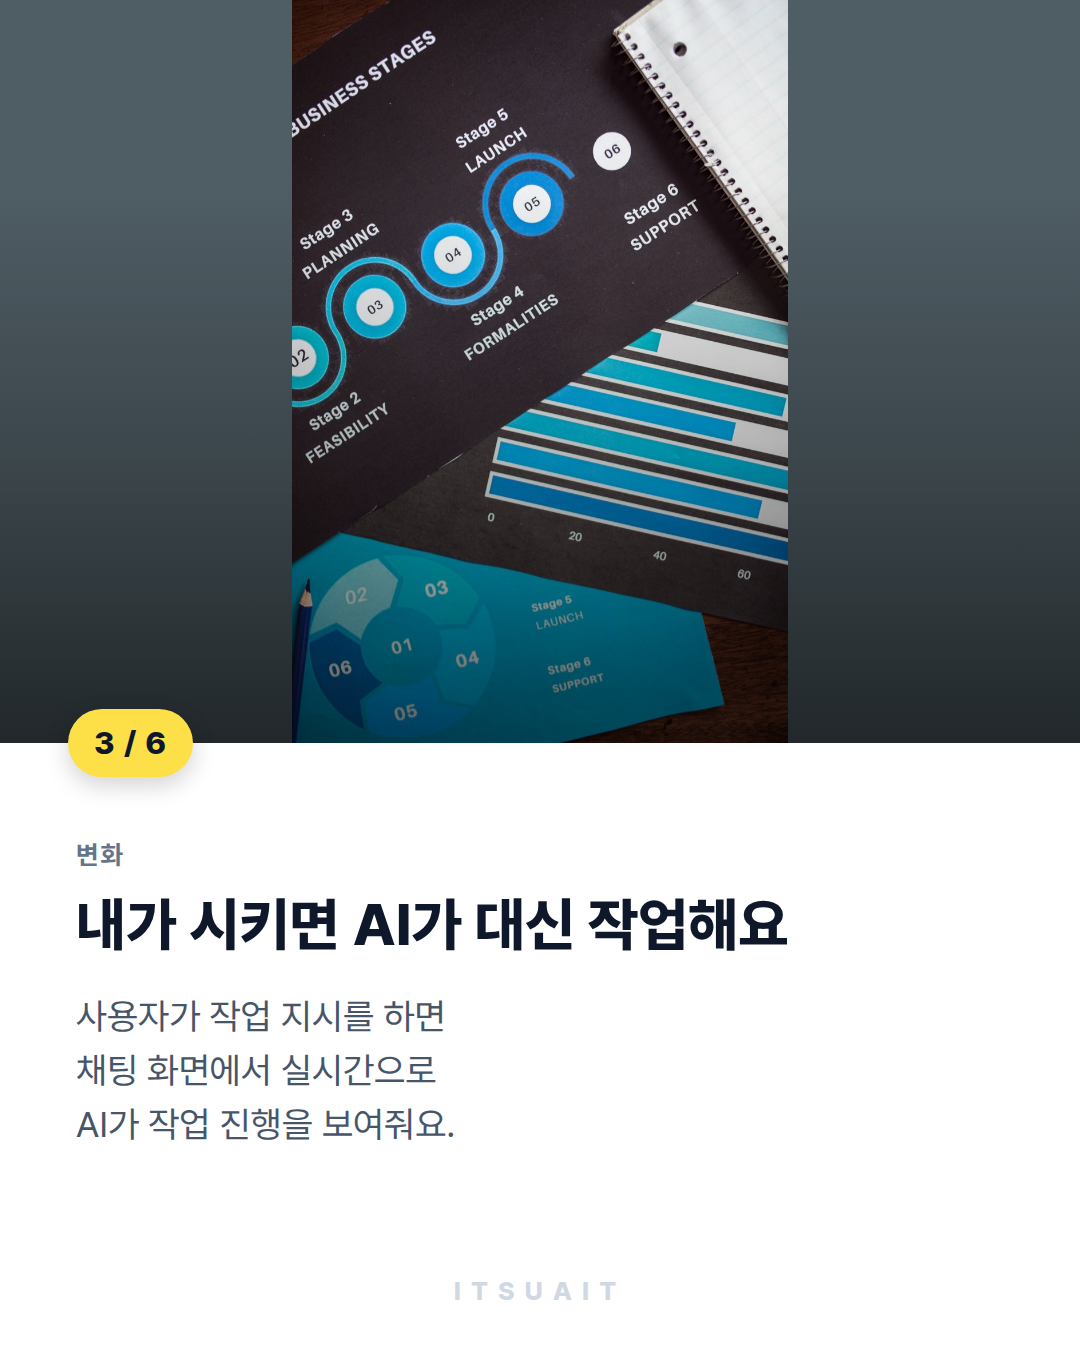 BUSINESS STAGES
Stage 5
LAUNCH
06
05
Stage 6
SUPPORT
Stage 3
PLANNING
04
03
Stage 4
FORMALITIES
02
Stage 2
FEASIBILITY
0
20
40
60
02
03
01
04
06
05
Stage 5
LAUNCH
Stage 6
SUPPORT
3 / 6
변화
내가 시키면 AI가 대신 작업해요
사용자가 작업 지시를 하면
채팅 화면에서 실시간으로
AI가 작업 진행을 보여줘요.
ITSUAIT